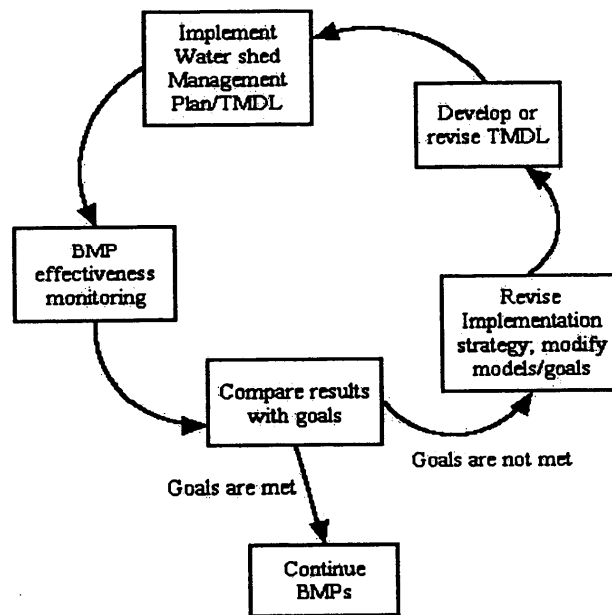 Implement
Water shed
Management
Plan/TMDL
Develop or
revise TMDL
BMP
effectiveness
monitoring
Revise
Implementation
strategy, modify
models/goals
Compare results
with goals
Goals are not met
Goals are met
Continue
BMPs